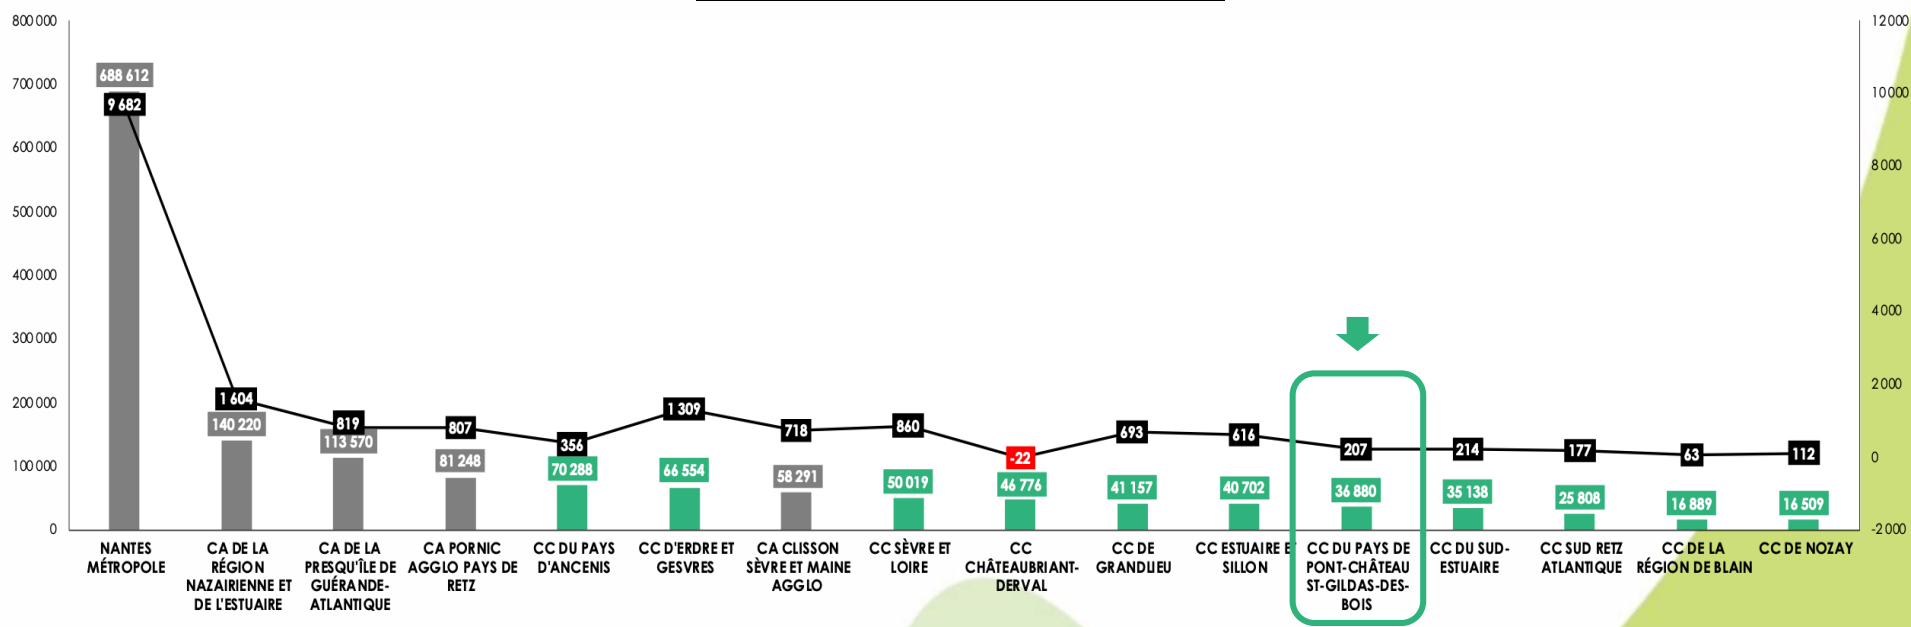 800 000
700 000
600 000
500 000
400 000
300 000
200 000
100 000
0
12 000
10 000
8 000
6 000
4 000
2 000
0
-2 000
688 612
9 682
1 604
140 220
819
113 570
807
81 248
356
70 288
1 309
66 554
718
58 291
860
50 019
-22
46 776
693
41 157
616
40 702
207
36 880
214
35 138
177
25 808
63
16 889
112
16 509
NANTES
MÉTROPOLE
CA DE LA
RÉGION
NAZAIRIENNE ET
DE L'ESTUAIRE
CA DE LA
PRESQU'ÎLE DE
GUÉRANDE-
ATLANTIQUE
CA PORNIC
AGGLO PAYS DE
RETZ
CC DU PAYS
D'ANCENIS
CC D'ERDRE ET
GESVRES
CA CLISSON
SÈVRE ET MAINE
AGGLO
CC SÈVRE ET
LOIRE
CC
CHÂTEAUBRIANT-
DERVAL
CC DE
GRANDLIEU
CC ESTUAIRE ET
SILLON
CC DU PAYS DE
PONT-CHÂTEAU
ST-GILDAS-DES-
BOIS
CC DU SUD-
ESTUAIRE
CC SUD RETZ
ATLANTIQUE
CC DE LA
RÉGION DE BLAIN
CC DE NOZAY